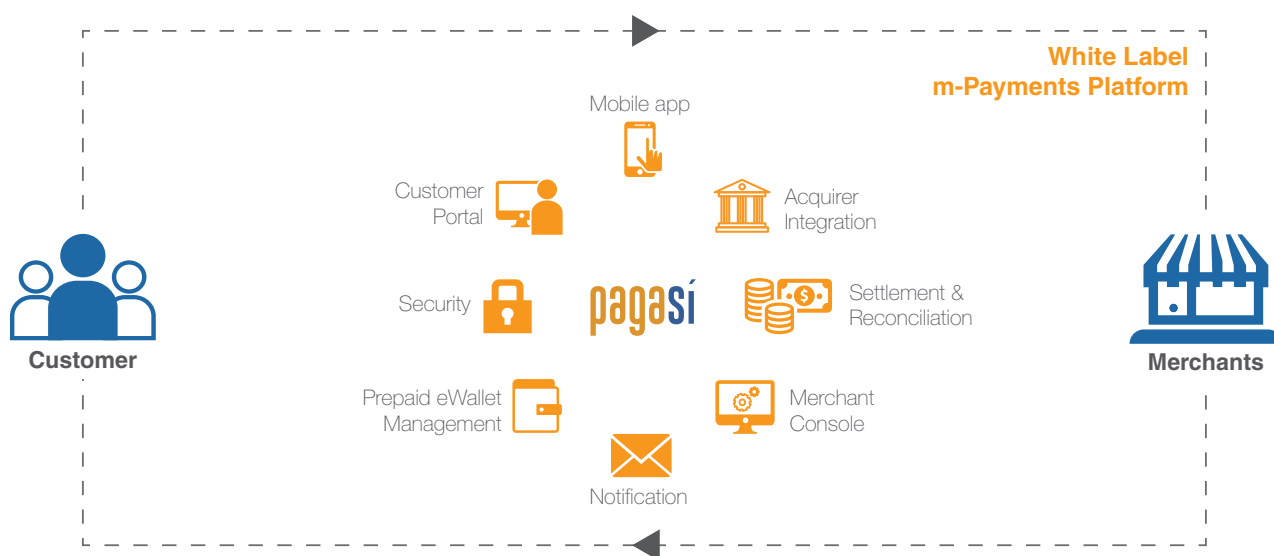 White Label
m-Payments Platform
Mobile app
Customer
Portal
Acquirer
Integration
Security
pagasí
Settlement &
Reconciliation
Customer
Merchants
Prepaid eWallet
Management
Merchant
Console
Notification